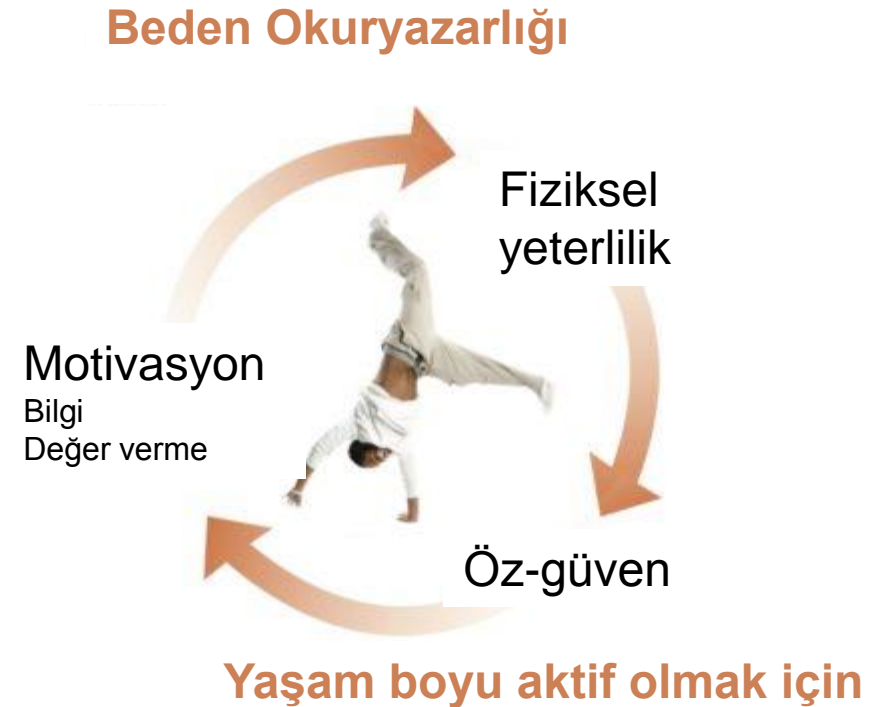 Beden Okuryazarlığı
Fiziksel
yeterlilik
Motivasyon
Bilgi
Değer verme
Öz-güven
Yaşam boyu aktif olmak için